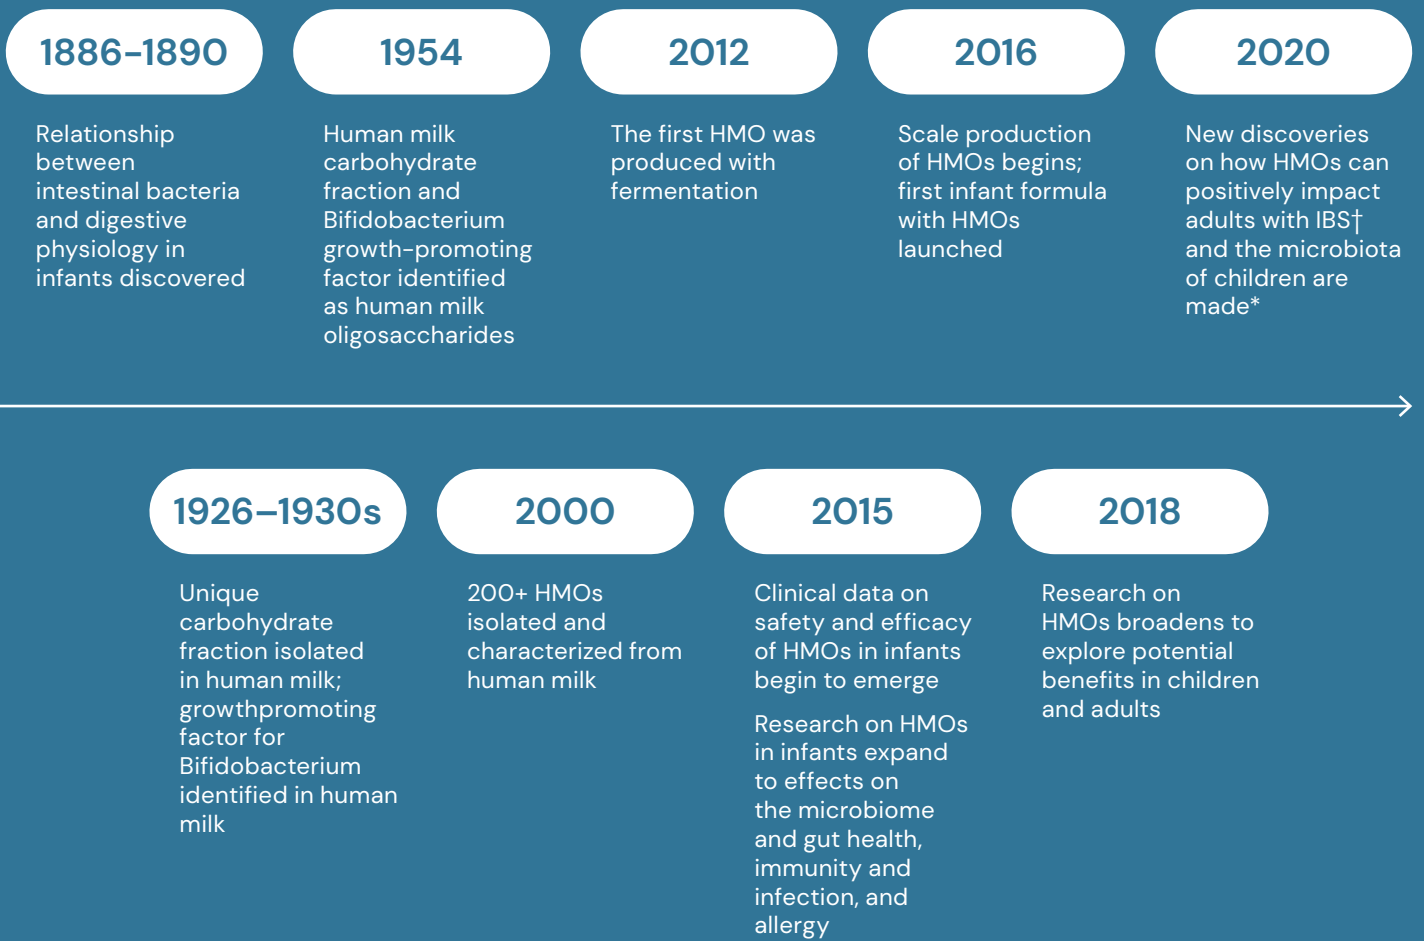 1886-1890
Relationship
between
intestinal bacteria
and digestive
physiology in
infants discovered
1954
Human milk
carbohydrate
fraction and
Bifidobacterium
growth-promoting
factor identified
as human milk
oligosaccharides
2012
The first HMO was
produced with
fermentation
2016
Scale production
of HMOs begins;
first infant formula
with HMOs
launched
2020
New discoveries
on how HMOs can
positively impact
adults with IBS†
and the microbiota
of children are
made*
1926–1930s
Unique
carbohydrate
fraction isolated
in human milk;
growthpromoting
factor for
Bifidobacterium
identified in human
milk
2000
200+ HMOs
isolated and
characterized from
human milk
2015
Clinical data on
safety and efficacy
of HMOs in infants
begin to emerge
Research on HMOs
in infants expand
to effects on
the microbiome
and gut health,
immunity and
infection, and
allergy
2018
Research on
HMOs broadens to
explore potential
benefits in children
and adults